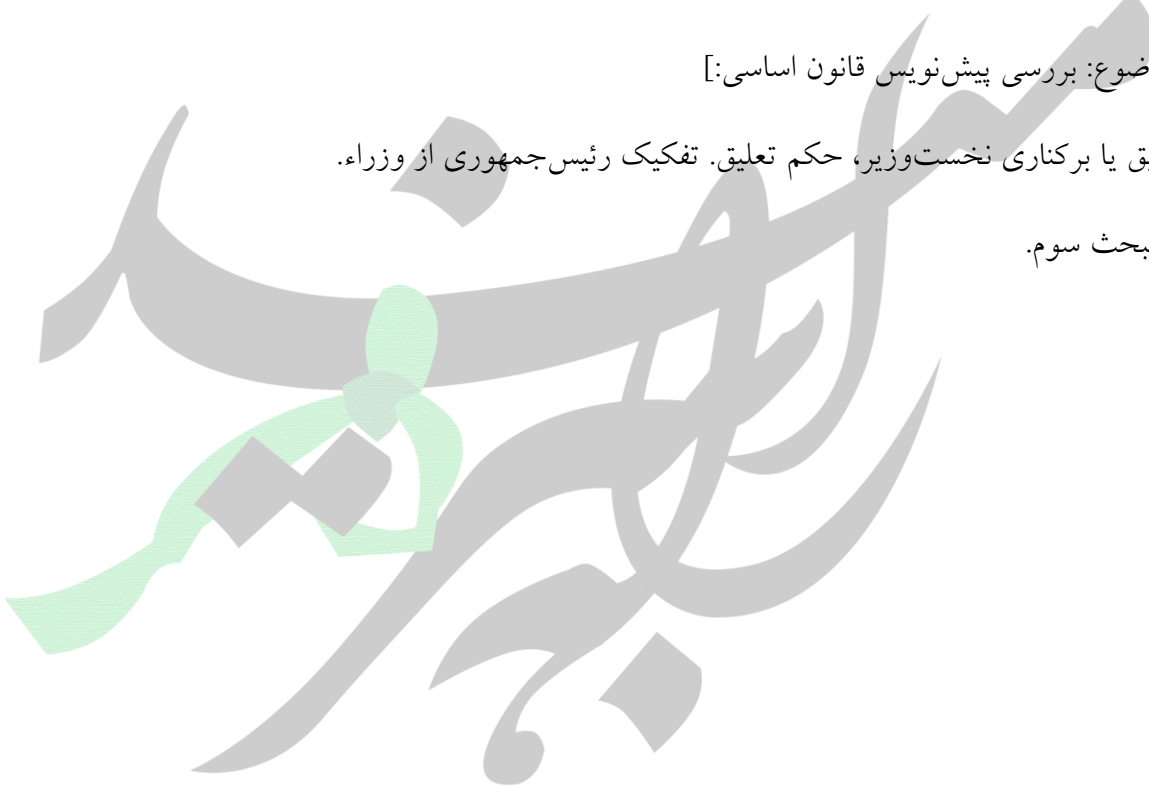 ضوع: بررسی پیش‌نویس قانون اساسی:]
یق یا برکناری نخست‌وزیر، حکم تعلیق. تفکیک رئیس‌جمهوری از وزراء.
بحث سوم.